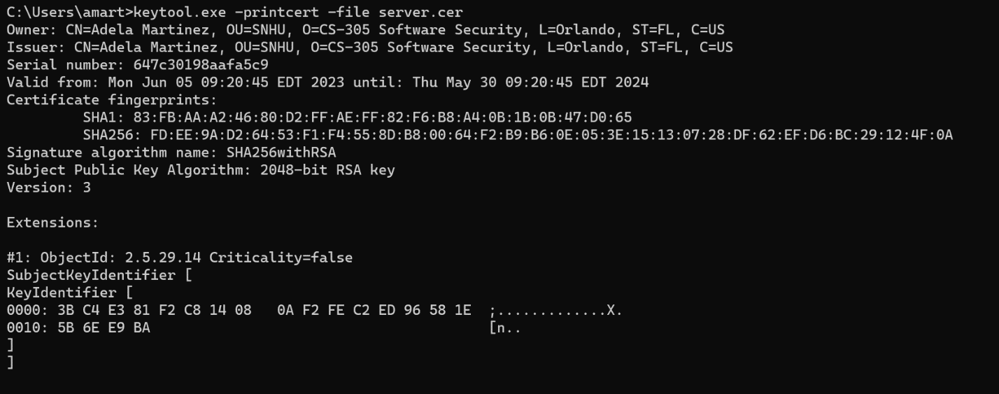 C:\Users\amart>keytool.exe -printcert -file server.cer
Owner: CN=Adela Martinez, OU=SNHU, O=CS-305 Software Security, L=Orlando, ST=FL, C=US
Issuer: CN=Adela Martinez, OU=SNHU, O=CS-305 Software Security, L=Orlando, ST=FL, C=US
Serial number: 647c30198aafa5c9
Valid from: Mon Jun 05 09:20:45 EDT 2023 until: Thu May 30 09:20:45 EDT 2024
Certificate fingerprints:
SHA1: 83:FB:AA:A2:46:80:D2:FF:AE:FF:82:F6:B8:A4:0B:1B:0B:47:D0:65
SHA256: FD:EE:9A:D2:64:53:F1:F4:55:8D:B8:00:64:F2:B9:B6:0E:05:3E:15:13:07:28:DF:62:EF:D6:BC:29:12:4F:0A
Signature algorithm name: SHA256withRSA
Subject Public Key Algorithm: 2048-bit RSA key
Version: 3
Extensions:
#1: ObjectId: 2.5.29.14 Criticality=false
SubjectKeyIdentifier [
KeyIdentifier [
0000: 3B C4 E3 81 F2 C8 14 08   0A F2 FE C2 ED 96 58 1E  ;.............X.
0010: 5B 6E E9 BA                                        [n..
]
]